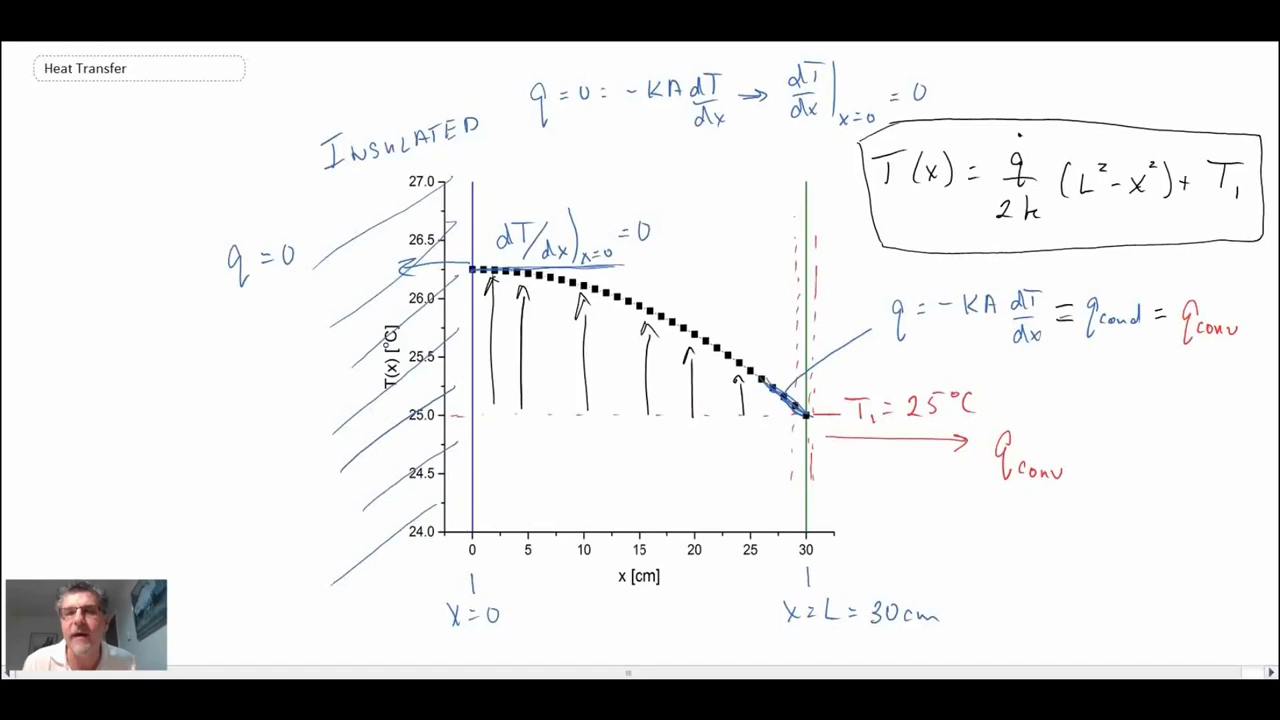 Heat Transfer
q = 0 = -KA dT/dx → dT/dx|x=0 = 0
INSULATED
T(x) = q̇/2k (L² - x²) + T₁
27.0
26.5
26.0
25.5
25.0
24.5
24.0
T(x) [°C]
q = 0
dT/dx)x=0 = 0
q = -KA dT/dx = qcond = qconv
T₁ = 25°C
qconv
0 5 10 15 20 25 30
x [cm]
x = 0
x = L = 30cm